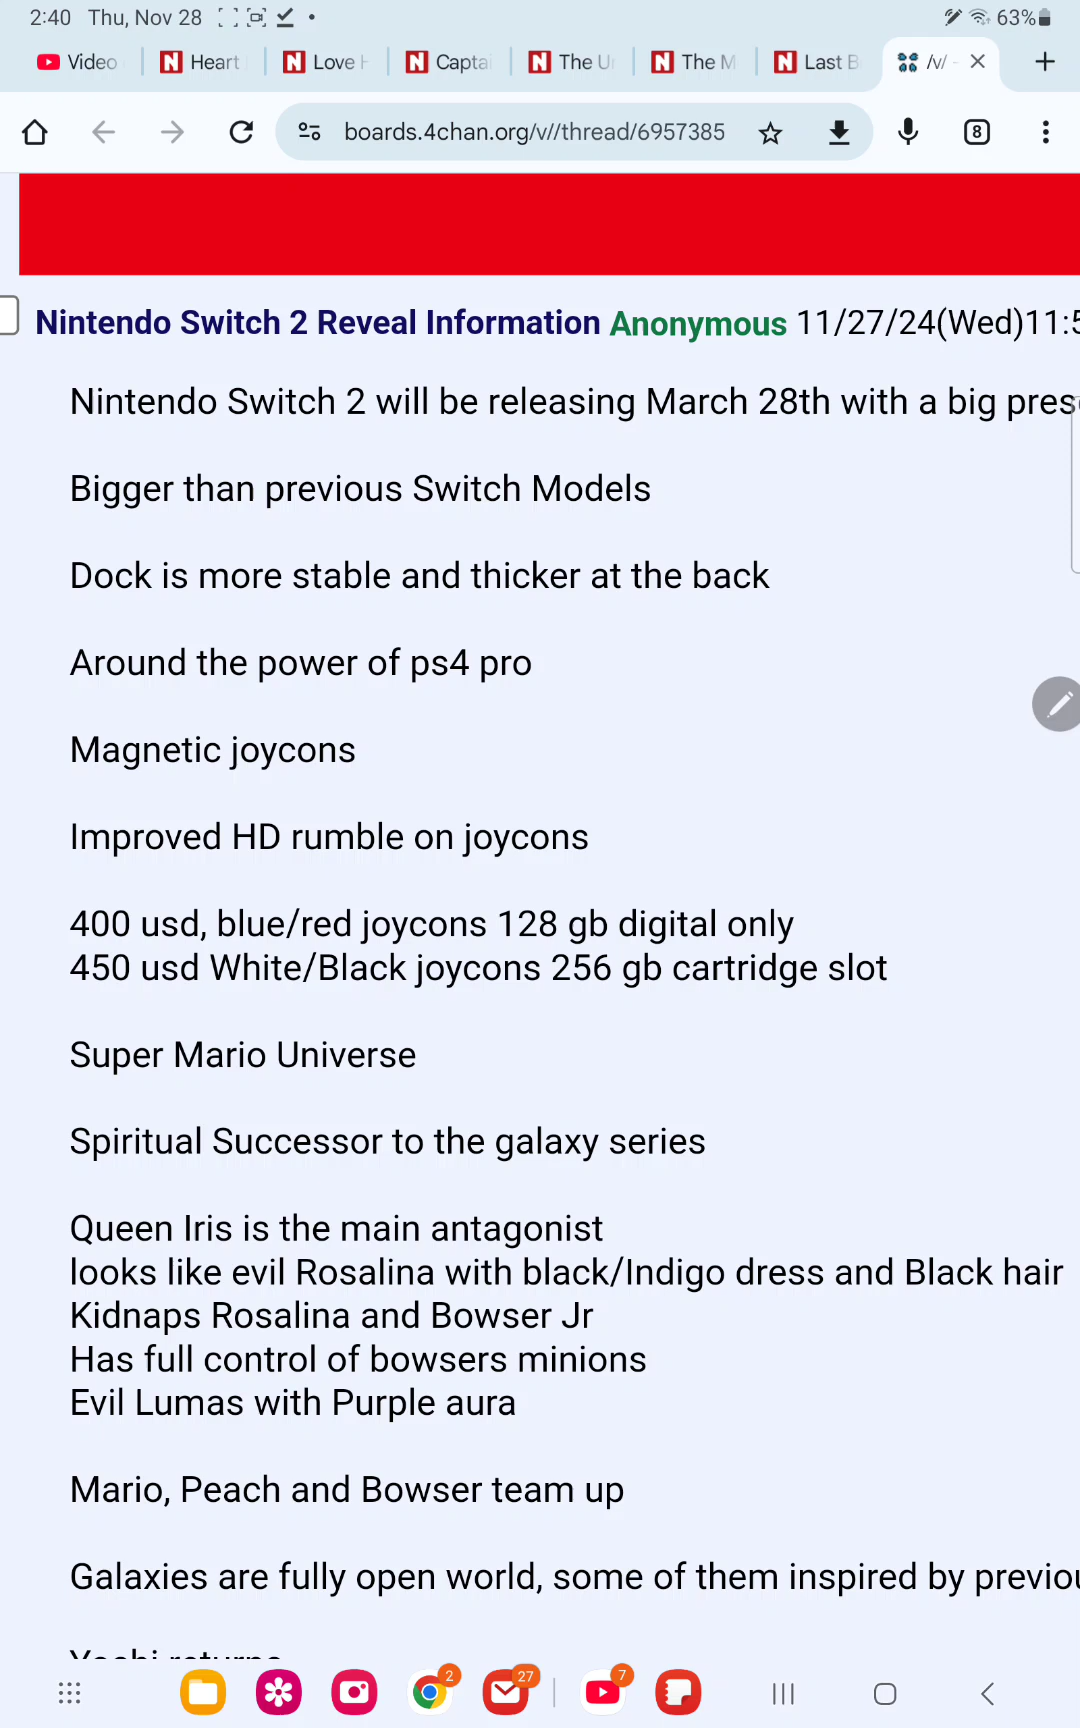 2:40 Thu, Nov 28
63%
Video
Heart
Love
Capta
The U
The M
Last B
/v/ -
boards.4chan.org/v//thread/6957385
8
Nintendo Switch 2 Reveal Information Anonymous 11/27/24(Wed)11:5
Nintendo Switch 2 will be releasing March 28th with a big pres
Bigger than previous Switch Models
Dock is more stable and thicker at the back
Around the power of ps4 pro
Magnetic joycons
Improved HD rumble on joycons
400 usd, blue/red joycons 128 gb digital only
450 usd White/Black joycons 256 gb cartridge slot
Super Mario Universe
Spiritual Successor to the galaxy series
Queen Iris is the main antagonist
looks like evil Rosalina with black/Indigo dress and Black hair
Kidnaps Rosalina and Bowser Jr
Has full control of bowsers minions
Evil Lumas with Purple aura
Mario, Peach and Bowser team up
Galaxies are fully open world, some of them inspired by previou
Yoshi returns
2
27
7